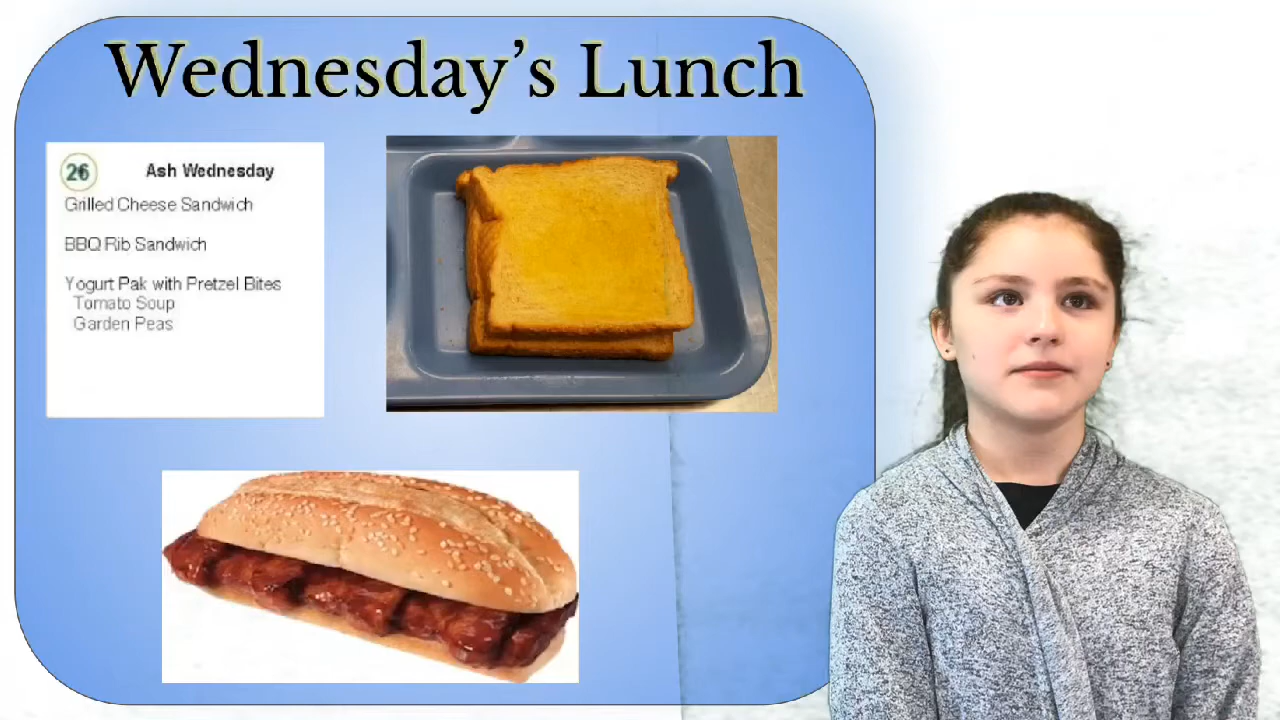 Wednesday's Lunch
26 Ash Wednesday
Grilled Cheese Sandwich
BBQ Rib Sandwich
Yogurt Pak with Pretzel Bites
Tomato Soup
Garden Peas